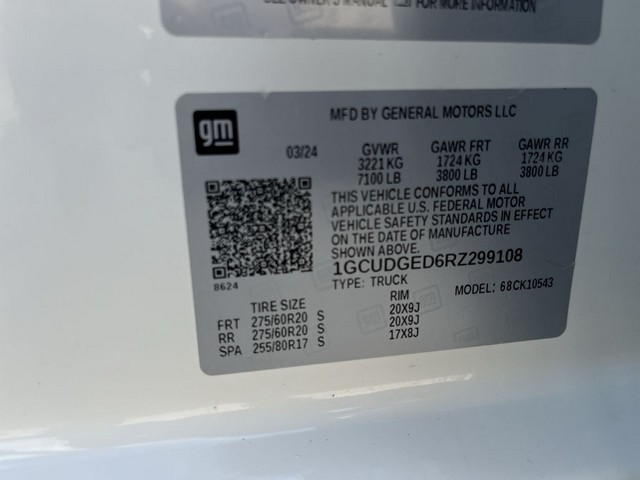 SEE OWNER'S MANUAL FOR MORE INFORMATION
gm
MFD BY GENERAL MOTORS LLC
03/24 GVWR GAWR FRT GAWR RR
3221 KG 1724 KG 1724 KG
7100 LB 3800 LB 3800 LB
THIS VEHICLE CONFORMS TO ALL
APPLICABLE U.S. FEDERAL MOTOR
VEHICLE SAFETY STANDARDS IN EFFECT
ON THE DATE OF MANUFACTURE
SHOWN ABOVE.
8624
1GCUDGED6RZ299108
TYPE: TRUCK MODEL: 68CK10543
TIRE SIZE RIM
FRT 275/60R20 S 20X9J
RR 275/60R20 S 20X9J
SPA 255/80R17 S 17X8J